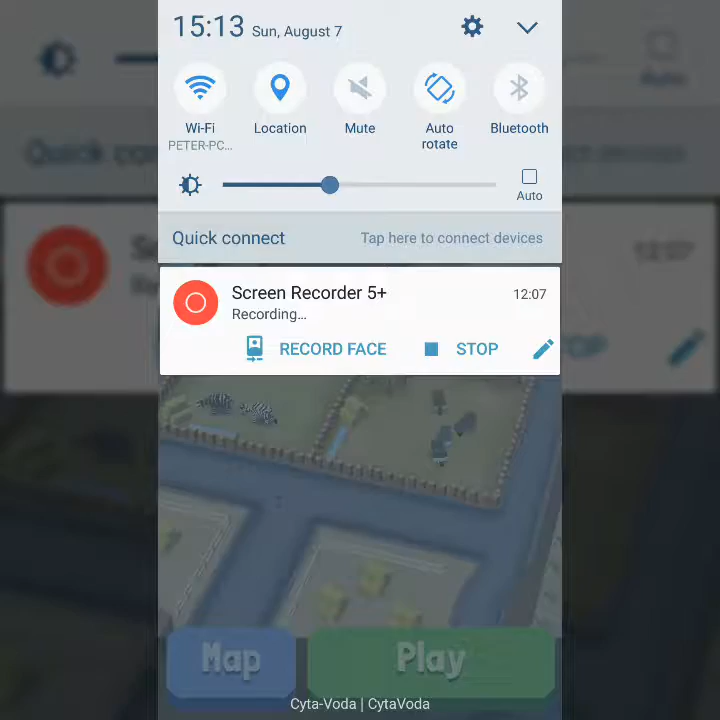 15:13 Sun, August 7
Wi-Fi
PETER-PC...
Location
Mute
Auto
rotate
Bluetooth
Auto
Quick connect
Tap here to connect devices
Screen Recorder 5+
12:07
Recording...
RECORD FACE
STOP
Map
Play
Cyta-Voda | CytaVoda